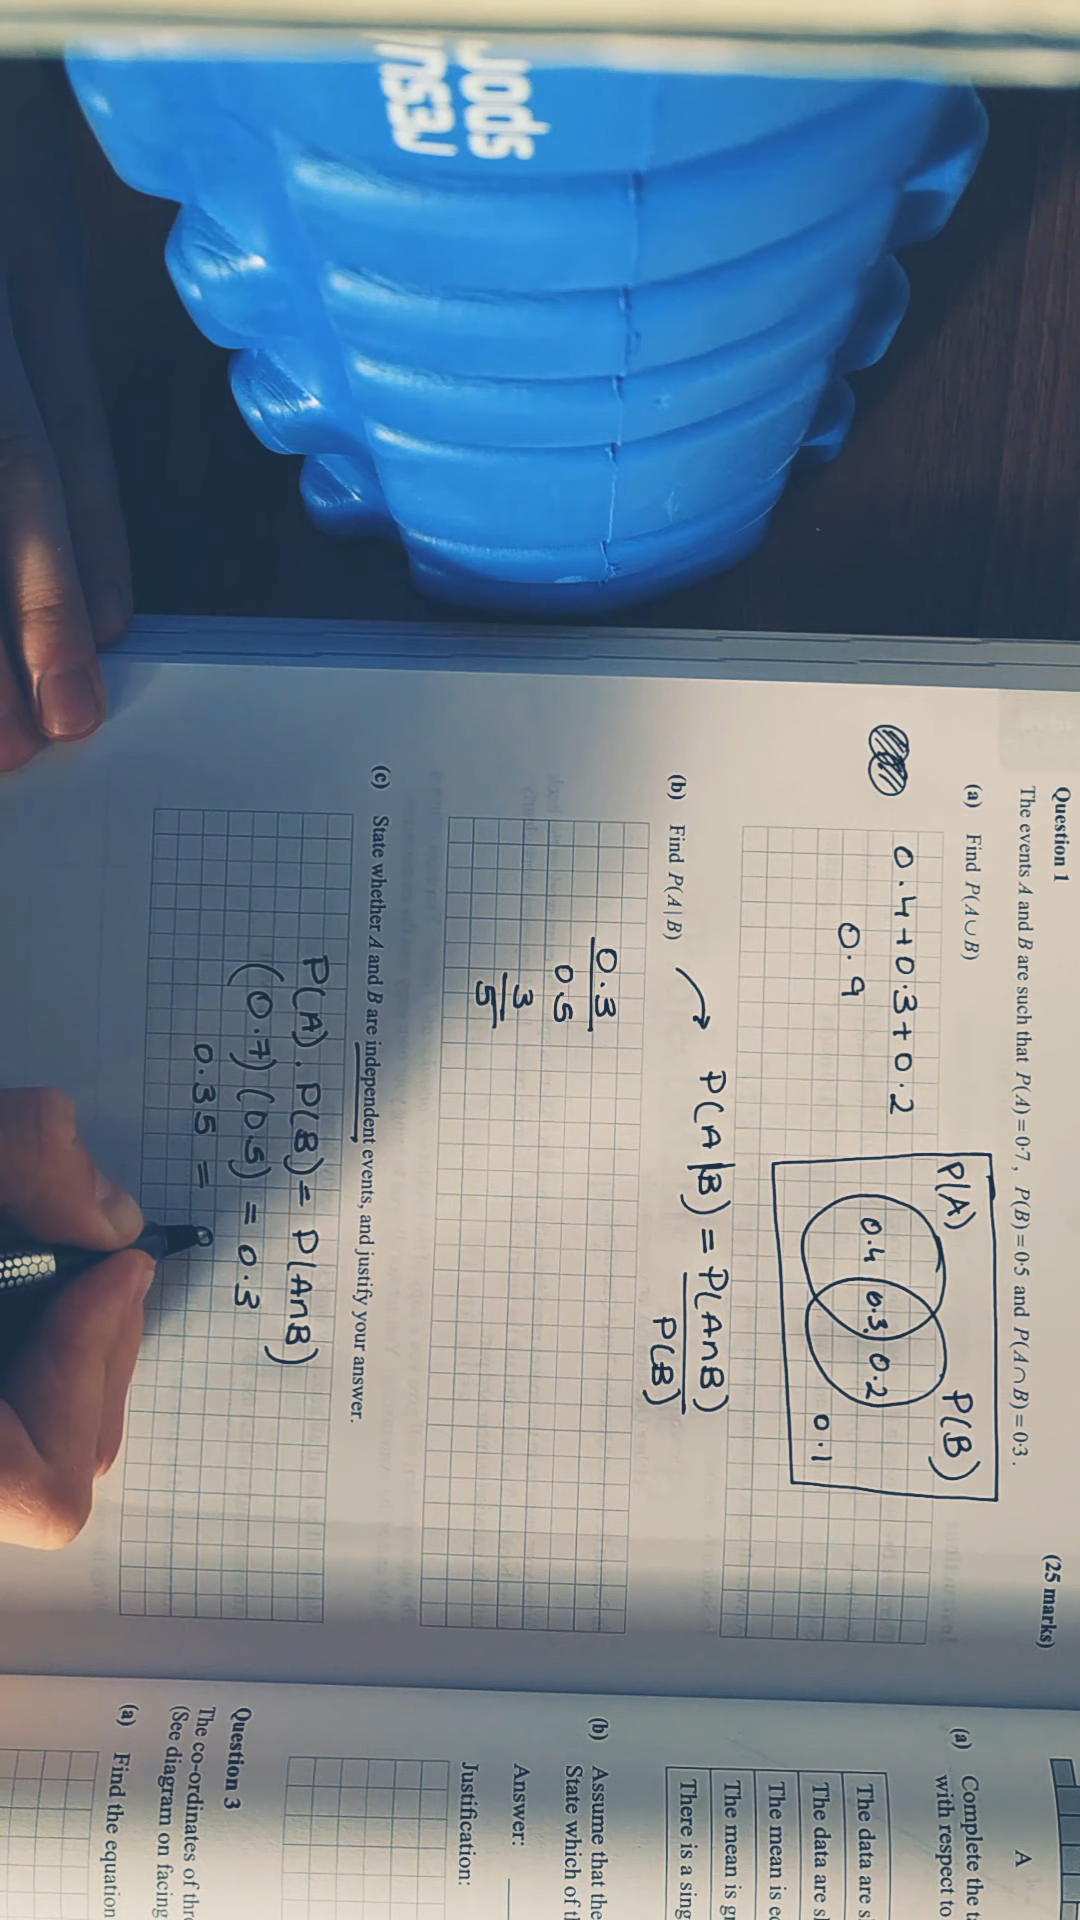 Question 1
(25 marks)
The events A and B are such that P(A) = 0·7, P(B) = 0·5 and P(A ∩ B) = 0·3.
(a) Find P(A ∪ B)
P(A)
P(B)
0.4 0.3 0.2
0.1
0.4+0.3+0.2
0.9
(b) Find P(A|B)
P(A|B) = P(A∩B)
P(B)
0.3
0.5
3
5
(c) State whether A and B are independent events, and justify your answer.
P(A).P(B) = P(A∩B)
(0.7)(0.5) = 0.3
0.35 = 0
A
(a) Complete the
with respect to
The data are
The data are
The mean is
The mean is
There is a
(b) Assume that the
State which of
Answer:
Justification:
Question 3
The co-ordinates of
(See diagram on facing
(a) Find the equation